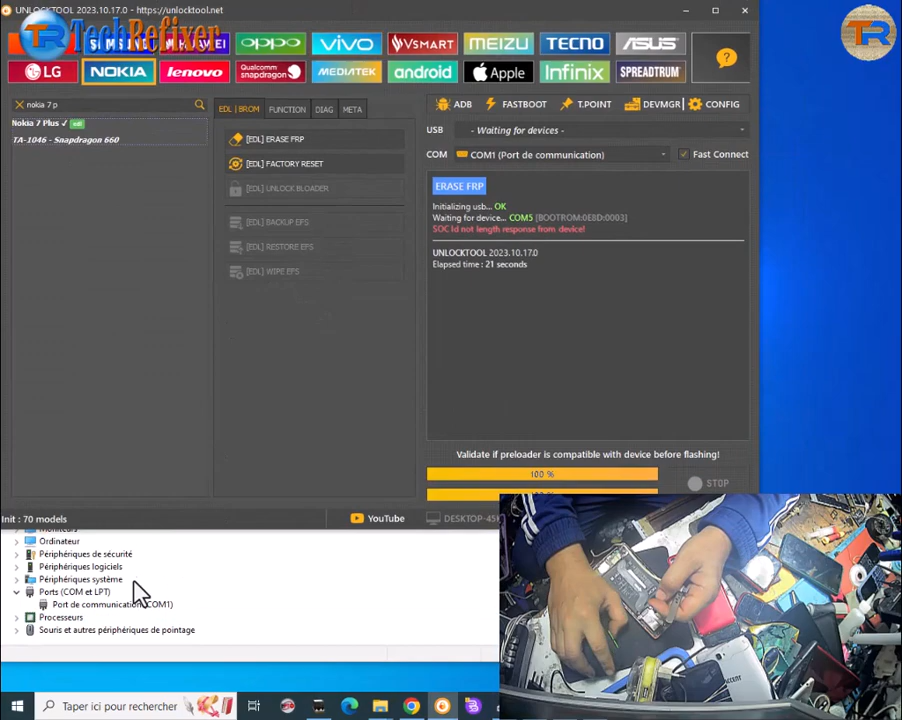 UNLOCKTOOL 2023.10.17.0 - https://unlocktool.net
TR TechRefixer
oppo vivo VSMART MEIZU TECNO ASUS
LG NOKIA lenovo Qualcomm snapdragon MEDIATEK android Apple Infinix SPREADTRUM ?
TR
nokia 7 p
Nokia 7 Plus ✓ edl
TA-1046 - Snapdragon 660
EDL | BROM FUNCTION DIAG META
[EDL] ERASE FRP
[EDL] FACTORY RESET
[EDL] UNLOCK BLOADER
[EDL] BACKUP EFS
[EDL] RESTORE EFS
[EDL] WIPE EFS
ADB FASTBOOT T.POINT DEVMGR CONFIG
USB - Waiting for devices -
COM COM1 (Port de communication) Fast Connect
ERASE FRP
Initializing usb... OK
Waiting for device... COM5 [BOOTROM:0E8D:0003]
SOC Id not length response from device!
UNLOCKTOOL 2023.10.17.0
Elapsed time : 21 seconds
Validate if preloader is compatible with device before flashing!
100 %
STOP
Init : 70 models
YouTube
Ordinateur
Périphériques de sécurité
Périphériques logiciels
Périphériques système
Ports (COM et LPT)
Port de communication (COM1)
Processeurs
Souris et autres périphériques de pointage
Taper ici pour rechercher